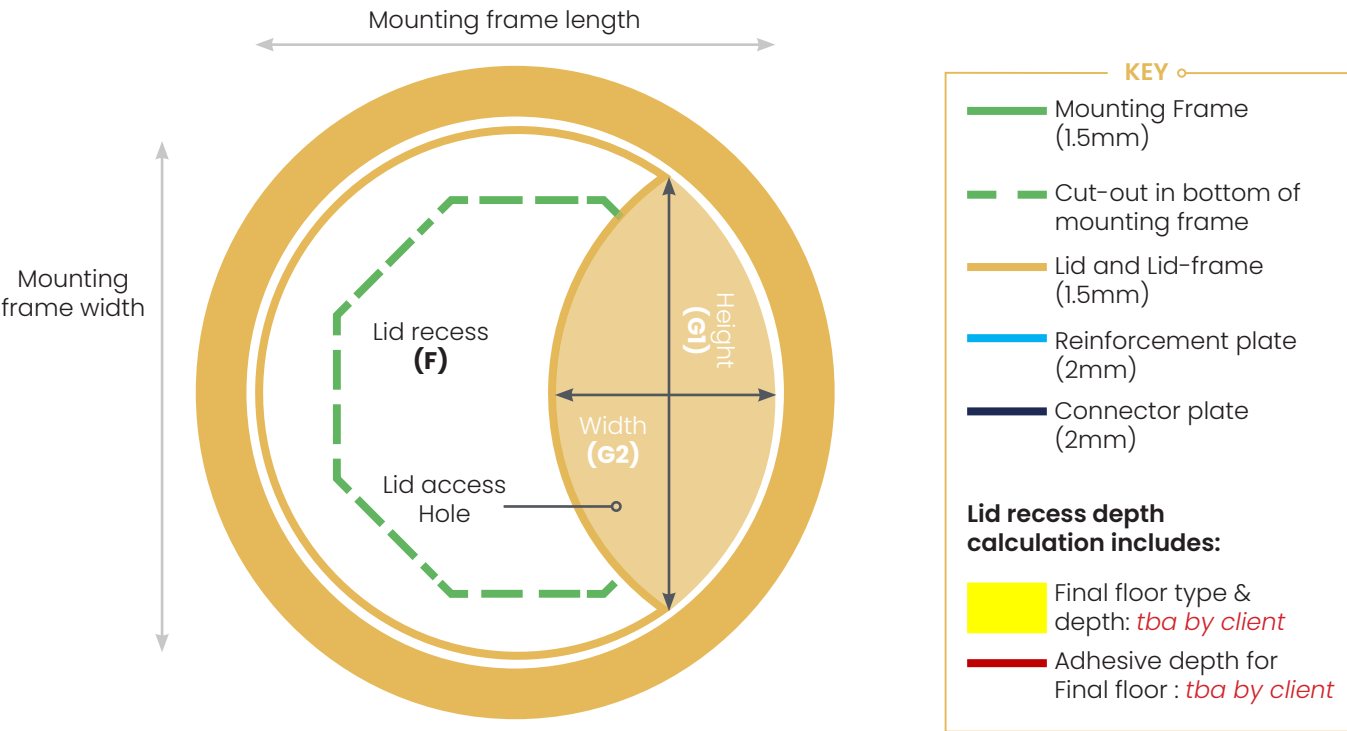 Mounting frame length
Mounting
frame width
Lid recess
(F)
Height
(G1)
Width
(G2)
Lid access
Hole
KEY
Mounting Frame
(1.5mm)
Cut-out in bottom of
mounting frame
Lid and Lid-frame
(1.5mm)
Reinforcement plate
(2mm)
Connector plate
(2mm)
Lid recess depth
calculation includes:
Final floor type &
depth: tba by client
Adhesive depth for
Final floor : tba by client